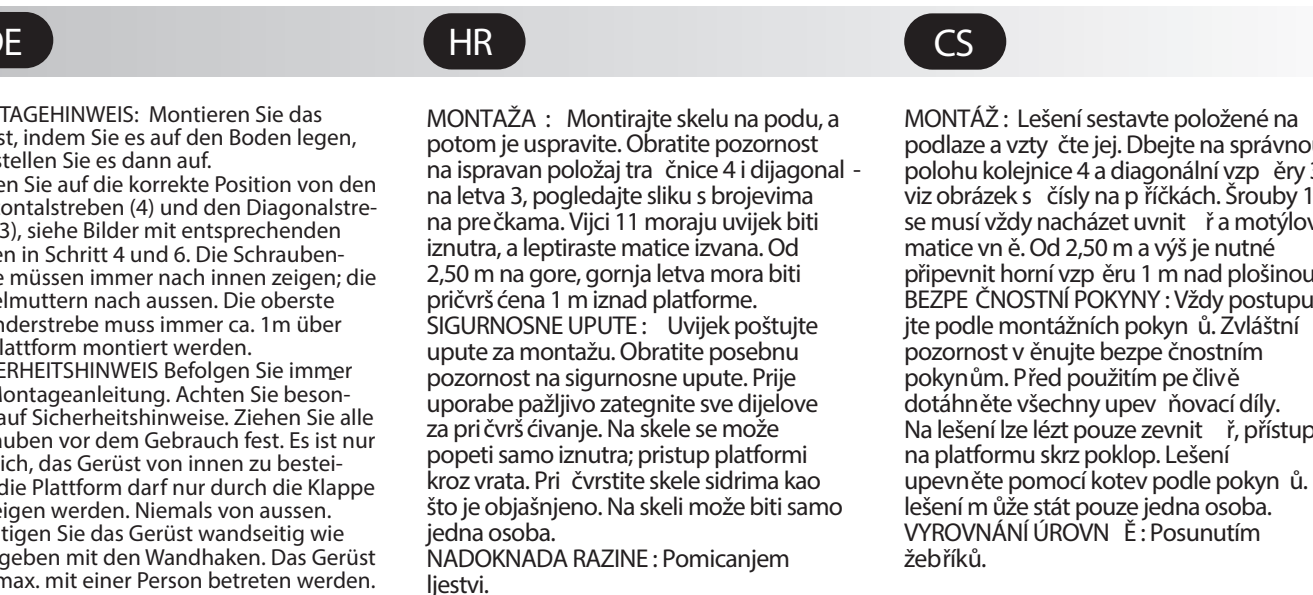 DE
TAGEHINWEIS: Montieren Sie das
st, indem Sie es auf den Boden legen,
stellen Sie es dann auf.
en Sie auf die korrekte Position von den
ontalstreben (4) und den Diagonalstre-
3), siehe Bilder mit entsprechenden
en in Schritt 4 und 6. Die Schrauben-
e müssen immer nach innen zeigen; die
elmuttern nach aussen. Die oberste
nderstrebe muss immer ca. 1m über
lattform montiert werden.
ERHEITSHINWEIS Befolgen Sie immer
Montageanleitung. Achten Sie beson-
auf Sicherheitshinweise. Ziehen Sie alle
auben vor dem Gebrauch fest. Es ist nur
ich, das Gerüst von innen zu bestei-
die Plattform darf nur durch die Klappe
eigen werden. Niemals von aussen.
tigen Sie das Gerüst wandseitig wie
geben mit den Wandhaken. Das Gerüst
max. mit einer Person betreten werden.
HR
MONTAŽA : Montirajte skelu na podu, a
potom je uspravite. Obratite pozornost
na ispravan položaj tra čnice 4 i dijagonal -
na letva 3, pogledajte sliku s brojevima
na prečkama. Vijci 11 moraju uvijek biti
iznutra, a leptiraste matice izvana. Od
2,50 m na gore, gornja letva mora biti
pričvršćena 1 m iznad platforme.
SIGURNOSNE UPUTE : Uvijek poštujte
upute za montažu. Obratite posebnu
pozornost na sigurnosne upute. Prije
uporabe pažljivo zategnite sve dijelove
za pričvršćivanje. Na skele se može
popeti samo iznutra; pristup platformi
kroz vrata. Pri čvrstite skele sidrima kao
što je objašnjeno. Na skeli može biti samo
jedna osoba.
NADOKNADA RAZINE : Pomicanjem
ljestvi.
CS
MONTÁŽ : Lešení sestavte položené na
podlaze a vzty čte jej. Dbejte na správnou
polohu kolejnice 4 a diagonální vzp ěry 3
viz obrázek s čísly na p říčkách. Šrouby 1
se musí vždy nacházet uvnit ř a motýlov
matice vn ě. Od 2,50 m a výš je nutné
připevnit horní vzp ěru 1 m nad plošinou
BEZPE ČNOSTNÍ POKYNY : Vždy postupu
jte podle montážních pokyn ů. Zvláštní
pozornost v ěnujte bezpe čnostním
pokynům. Před použitím pe člivě
dotáhněte všechny upev ňovací díly.
Na lešení lze lézt pouze zevnit ř, přístup
na platformu skrz poklop. Lešení
upevněte pomocí kotev podle pokyn ů.
lešení m ůže stát pouze jedna osoba.
VYROVNÁNÍ ÚROVN Ě : Posunutím
žebříků.